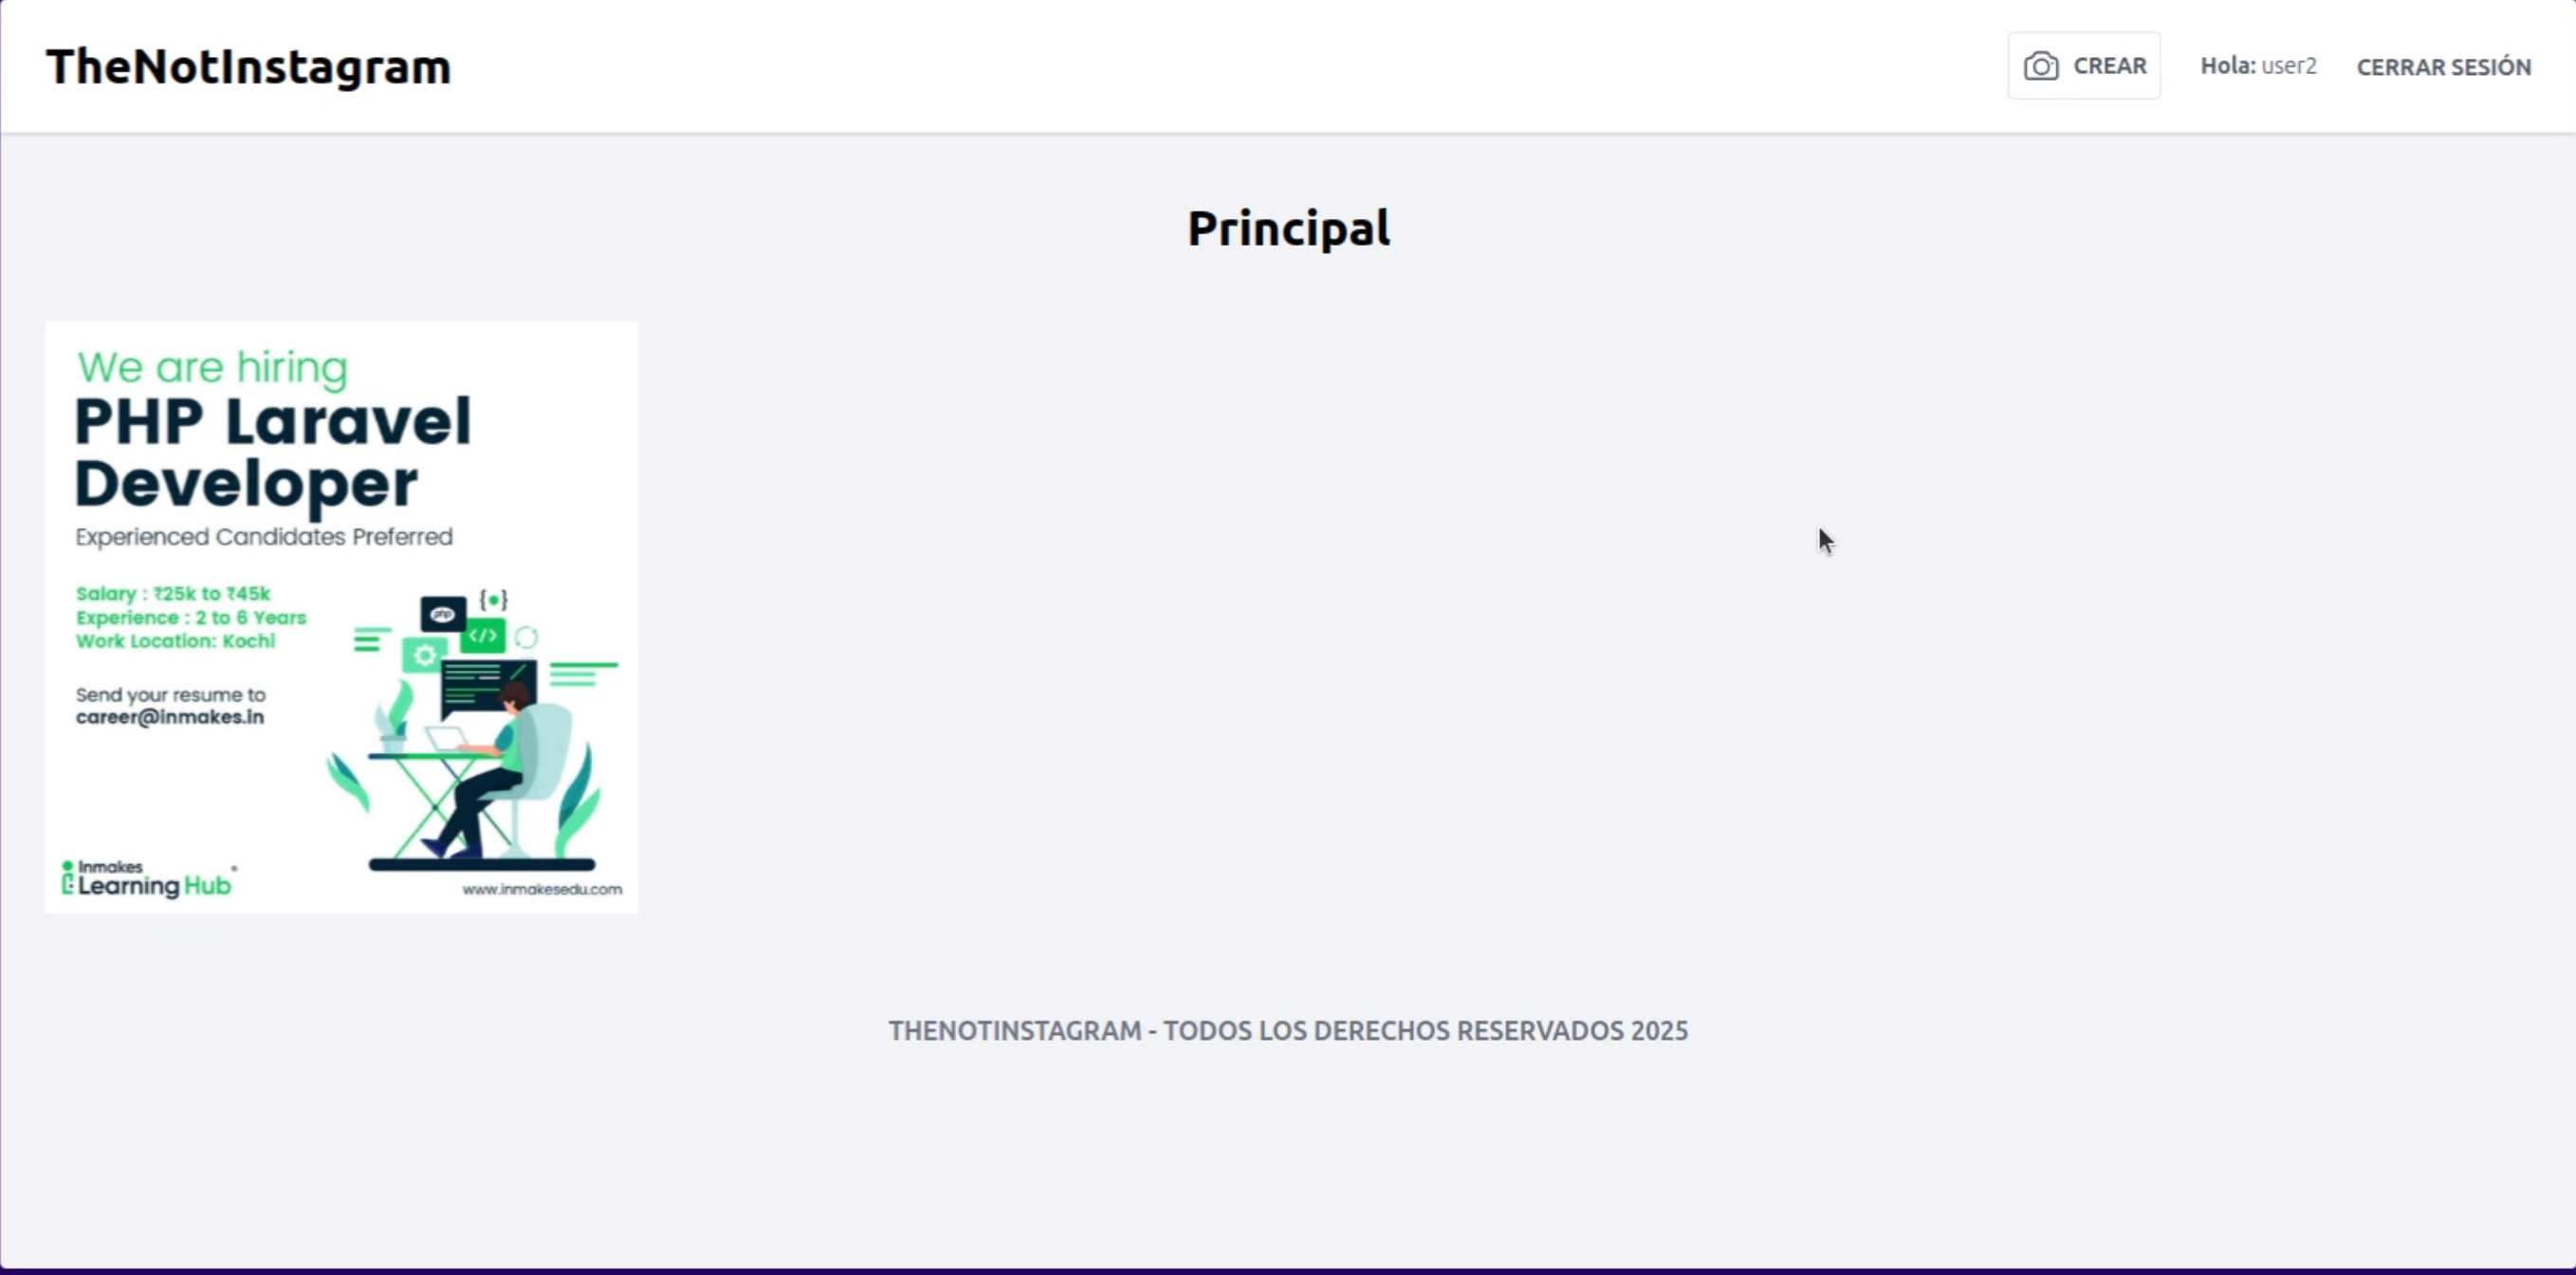 TheNotInstagram
CREAR
Hola: user2
CERRAR SESIÓN
Principal
We are hiring
PHP Laravel
Developer
Experienced Candidates Preferred
Salary : ₹25k to ₹45k
Experience : 2 to 6 Years
Work Location: Kochi
php
{•}
</>
Send your resume to
career@inmakes.in
Inmakes
Learning Hub
www.inmakesedu.com
THENOTINSTAGRAM - TODOS LOS DERECHOS RESERVADOS 2025